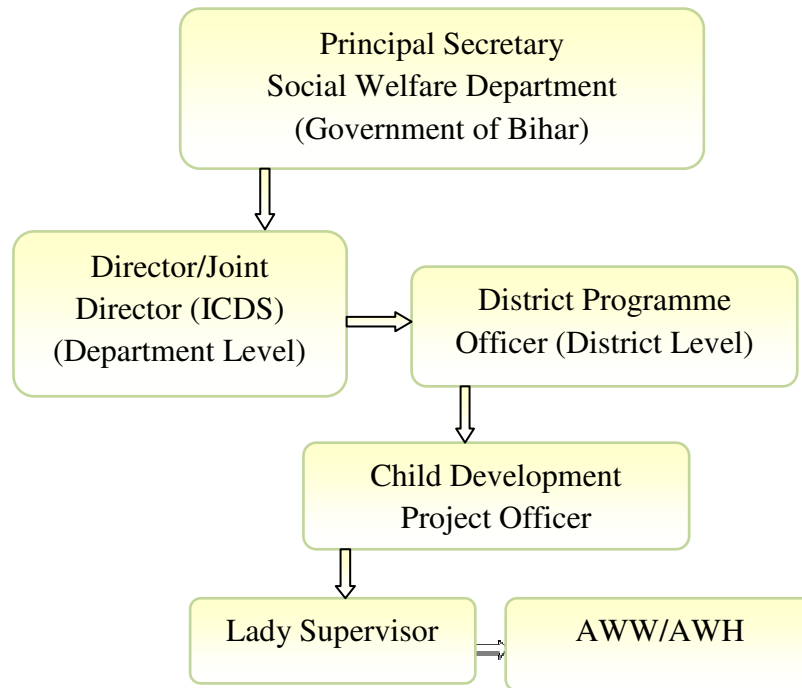 Principal Secretary
Social Welfare Department
(Government of Bihar)
Director/Joint
Director (ICDS)
(Department Level)
District Programme
Officer (District Level)
Child Development
Project Officer
Lady Supervisor
AWW/AWH